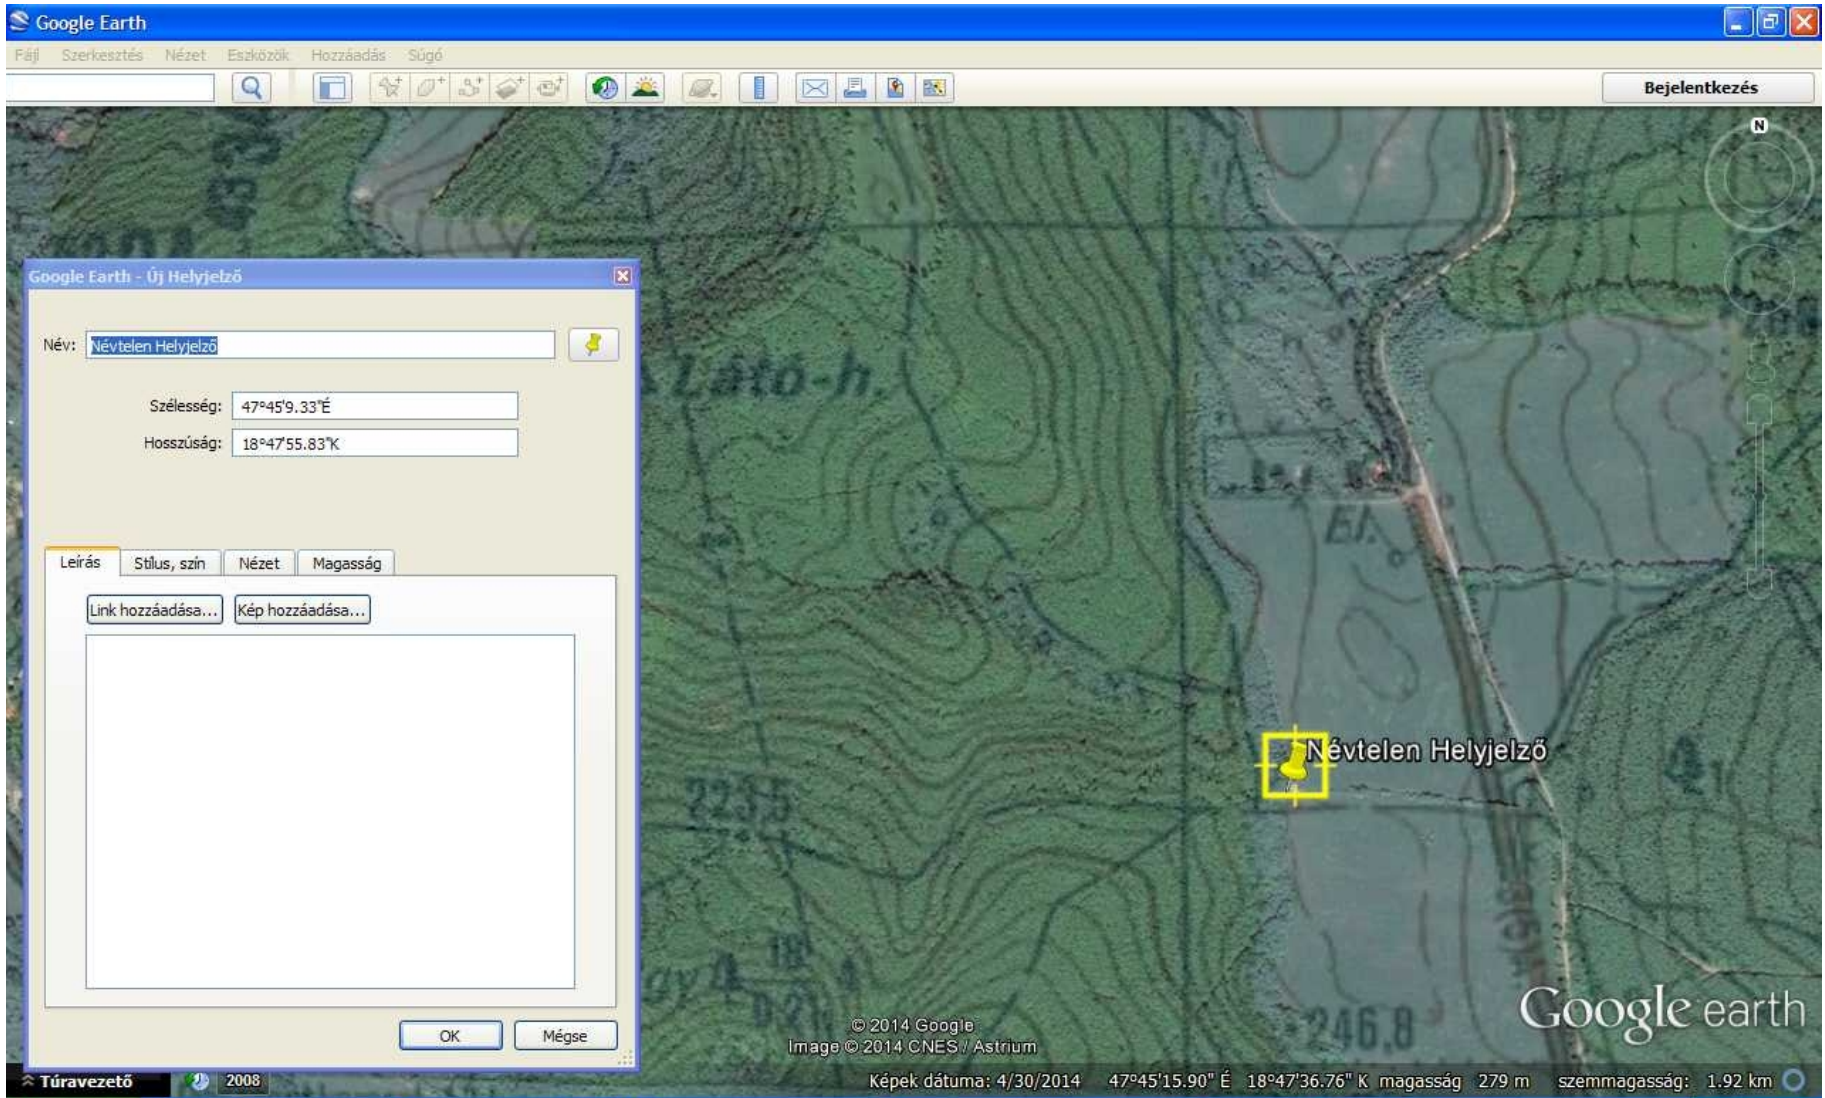 Google Earth
Fájl Szerkesztés Nézet Eszközök Hozzáadás Súgó
Bejelentkezés
N
Google Earth - Új Helyjelző
Név: Névtelen Helyjelző
Szélesség: 47°45'9.33"É
Hosszúság: 18°47'55.83"K
Leírás Stílus, szín Nézet Magasság
Link hozzáadása... Kép hozzáadása...
OK Mégse
Lató-h.
Él.
Névtelen Helyjelző
4
223,5
246,8
Google earth
© 2014 Google
Image © 2014 CNES / Astrium
Túravezető 2008 Képek dátuma: 4/30/2014 47°45'15.90" É 18°47'36.76" K magasság 279 m szemmagasság: 1.92 km